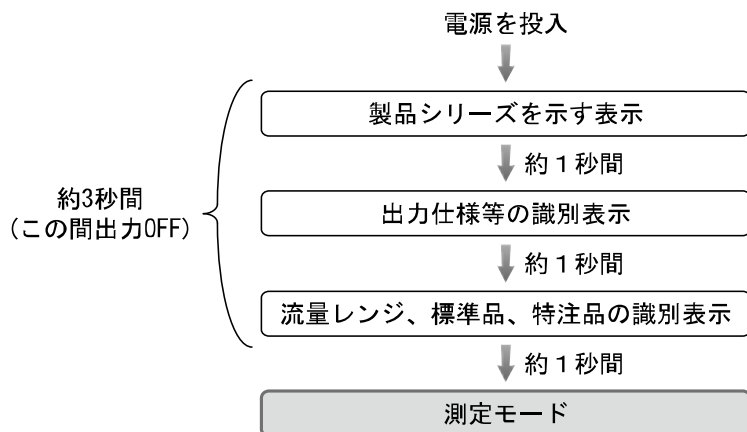 電源を投入
製品シリーズを示す表示
約1秒間
約3秒間
(この間出力OFF)
出力仕様等の識別表示
約1秒間
流量レンジ、標準品、特注品の識別表示
約1秒間
測定モード